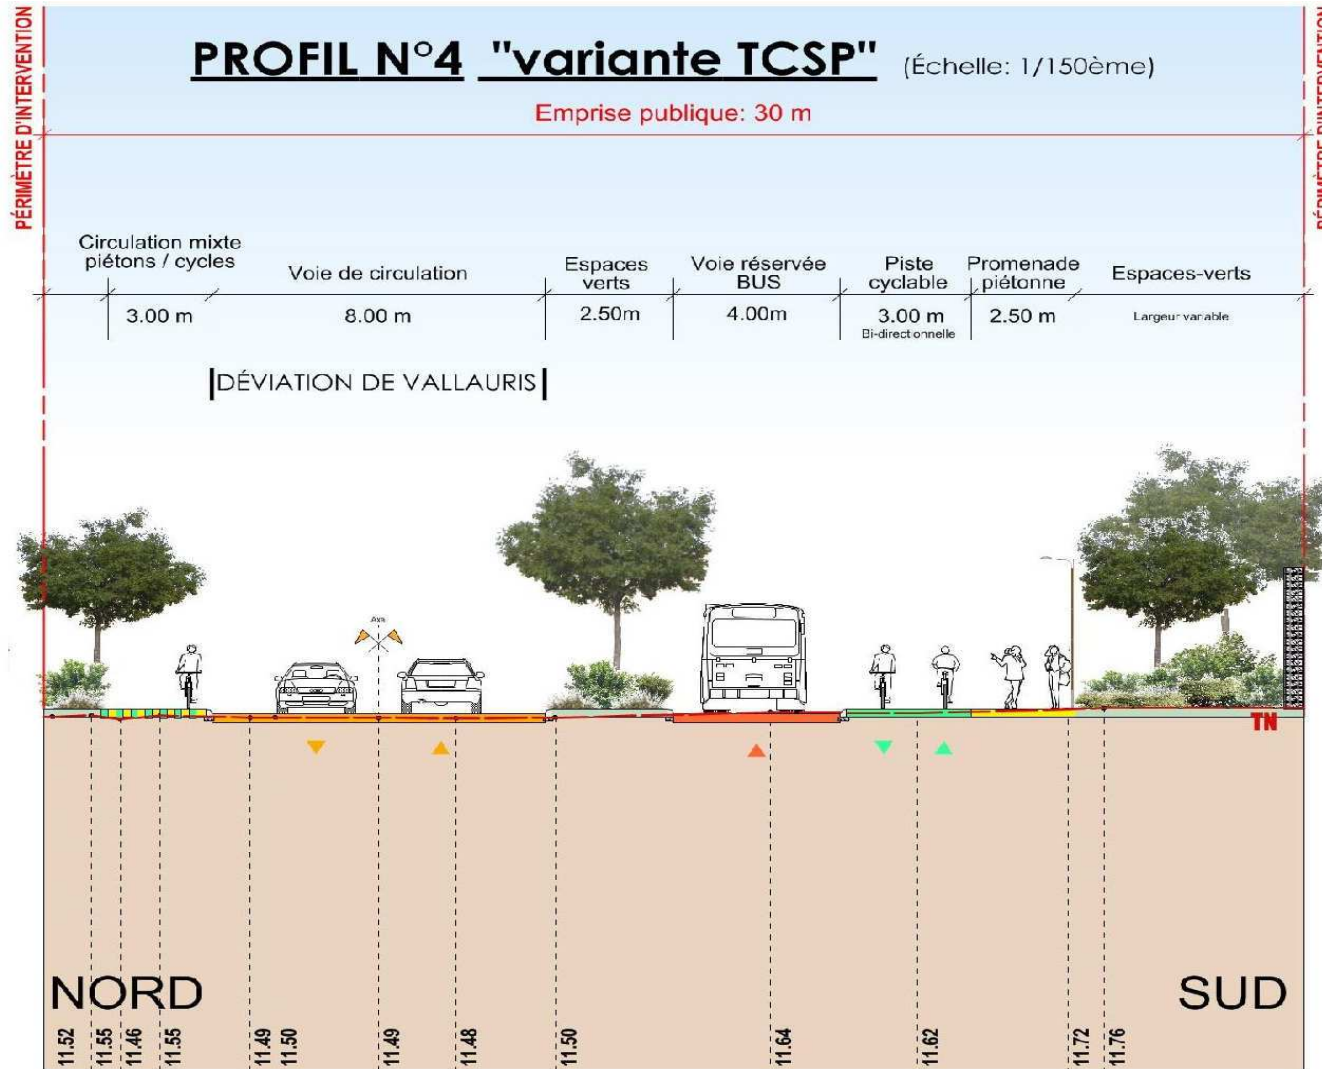 PROFIL N°4 "variante TCSP" (Échelle: 1/150ème)
Emprise publique: 30 m
PÉRIMÈTRE D'INTERVENTION
PÉRIMÈTRE D'INTERVENTION
Circulation mixte
piétons / cycles
3.00 m
Voie de circulation
8.00 m
Espaces
verts
2.50m
Voie réservée
BUS
4.00m
Piste
cyclable
3.00 m
Bi-directionnelle
Promenade
piétonne
2.50 m
Espaces-verts
Largeur variable
DÉVIATION DE VALLAURIS
Axe
TN
NORD
SUD
11.52
11.55
11.46
11.55
11.49
11.50
11.49
11.48
11.50
11.64
11.62
11.72
11.76